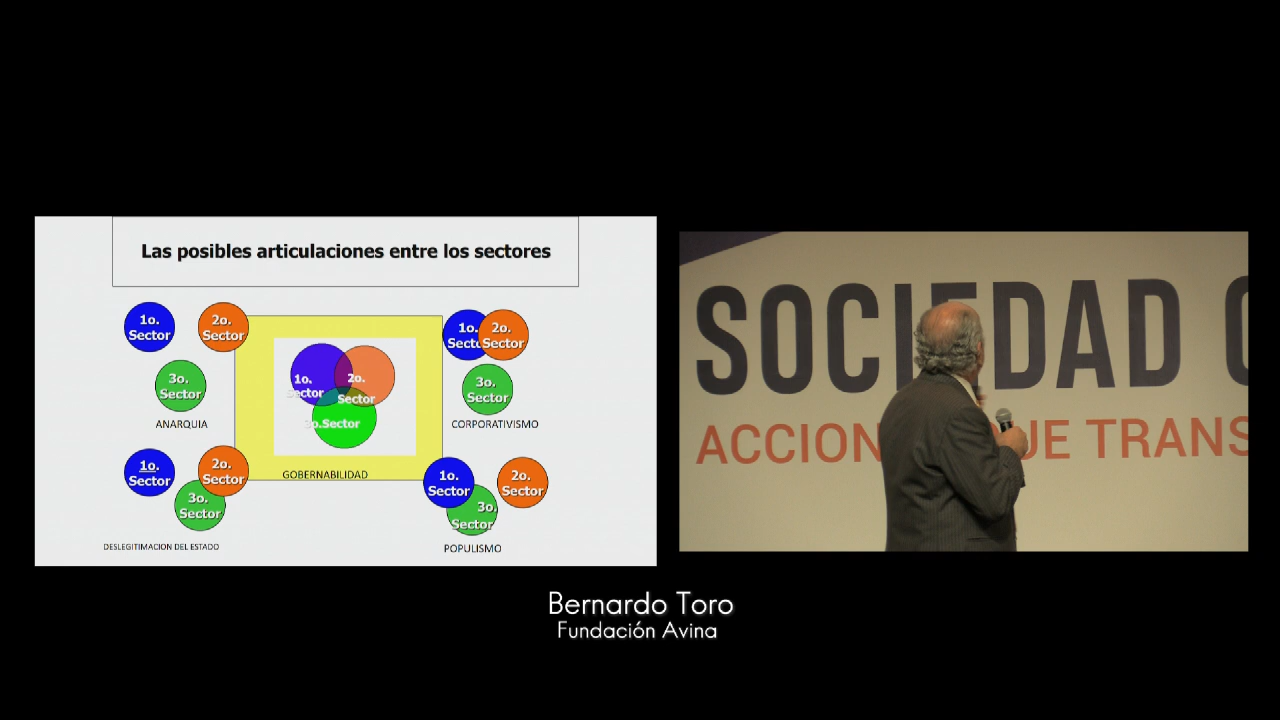 Las posibles articulaciones entre los sectores
1o.
Sector
2o.
Sector
3o.
Sector
ANARQUIA
1o.
Sector
2o.
Sector
3o.Sector
GOBERNABILIDAD
1o.
Secto
2o.
Sector
3o.
Sector
CORPORATIVISMO
1o.
Sector
2o.
Sector
3o.
Sector
DESLEGITIMACION DEL ESTADO
1o.
Sector
2o.
Sector
3o.
Sector
POPULISMO
SOCIEDAD
ACCION UE TRANS
Bernardo Toro
Fundación Avina